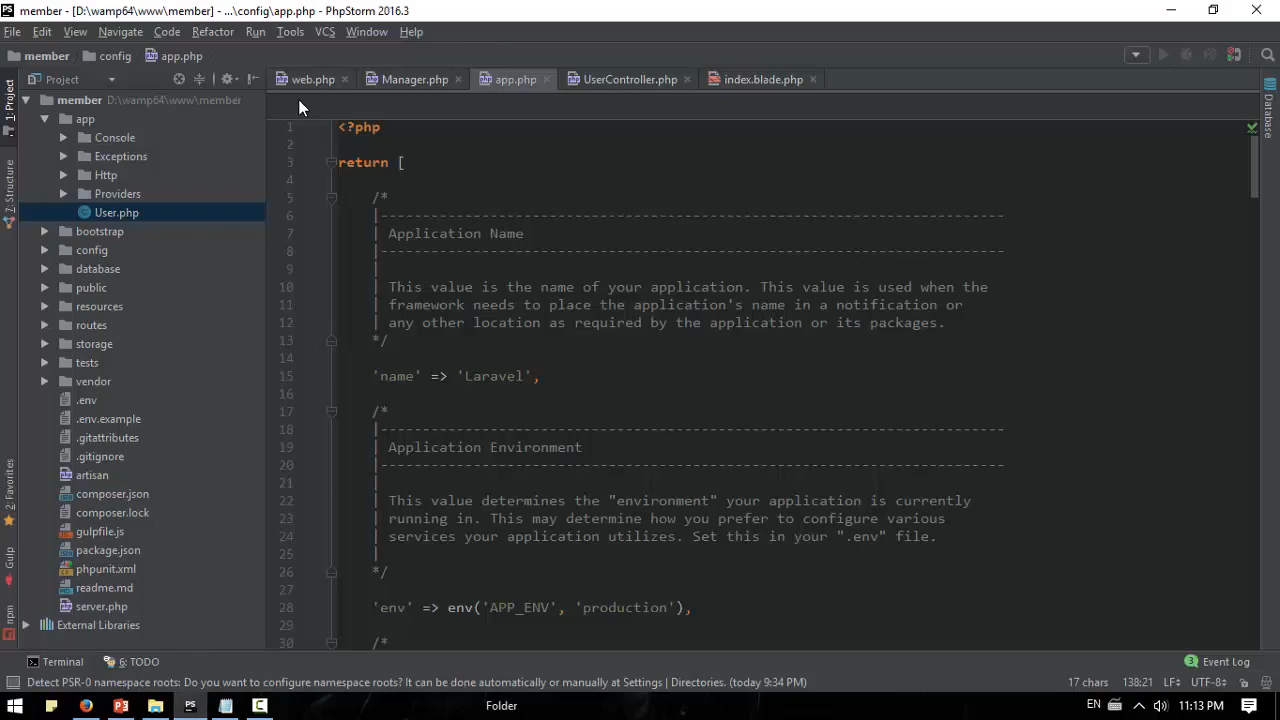 member - [D:\wamp64\www\member] - ...\config\app.php - PhpStorm 2016.3
File Edit View Navigate Code Refactor Run Tools VCS Window Help
member config app.php
Project
web.php Manager.php app.php UserController.php index.blade.php
1: Project
7: Structure
2: Favorites
Gulp
npm
Database
member D:\wamp64\www\member
app
Console
Exceptions
Http
Providers
User.php
bootstrap
config
database
public
resources
routes
storage
tests
vendor
.env
.env.example
.gitattributes
.gitignore
artisan
composer.json
composer.lock
gulpfile.js
package.json
phpunit.xml
readme.md
server.php
External Libraries
1 <?php
2
3 return [
4
5 /*
6 |--------------------------------------------------------------------------
7 | Application Name
8 |--------------------------------------------------------------------------
9 |
10 | This value is the name of your application. This value is used when the
11 | framework needs to place the application's name in a notification or
12 | any other location as required by the application or its packages.
13 */
14
15 'name' => 'Laravel',
16
17 /*
18 |--------------------------------------------------------------------------
19 | Application Environment
20 |--------------------------------------------------------------------------
21 |
22 | This value determines the "environment" your application is currently
23 | running in. This may determine how you prefer to configure various
24 | services your application utilizes. Set this in your ".env" file.
25 |
26 */
27
28 'env' => env('APP_ENV', 'production'),
29
30 /*
Terminal 6: TODO 3 Event Log
Detect PSR-0 namespace roots: Do you want to configure namespace roots? It can be done automatically or manually at Settings | Directories. (today 9:34 PM) 17 chars 138:21 LF÷ UTF-8÷
Folder EN 11:13 PM